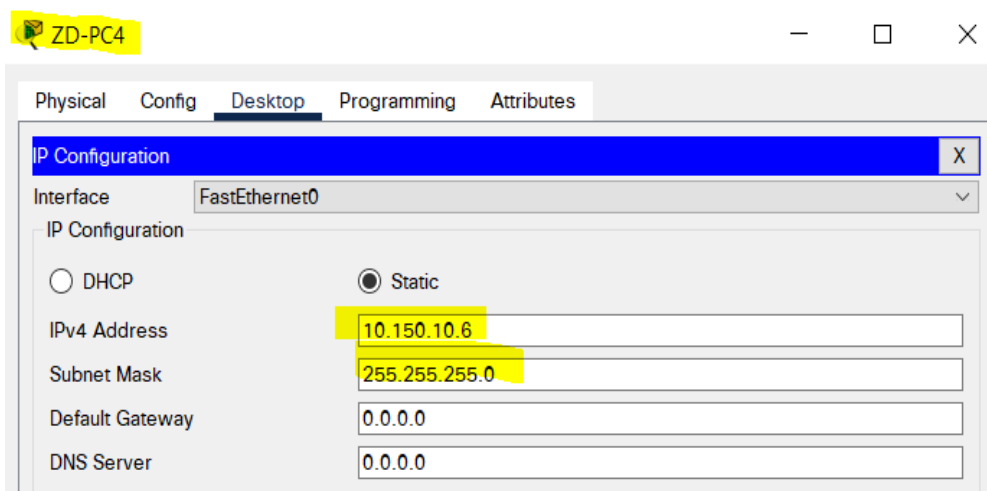 ZD-PC4
Physical Config Desktop Programming Attributes
IP Configuration X
Interface FastEthernet0
IP Configuration
DHCP Static
IPv4 Address 10.150.10.6
Subnet Mask 255.255.255.0
Default Gateway 0.0.0.0
DNS Server 0.0.0.0